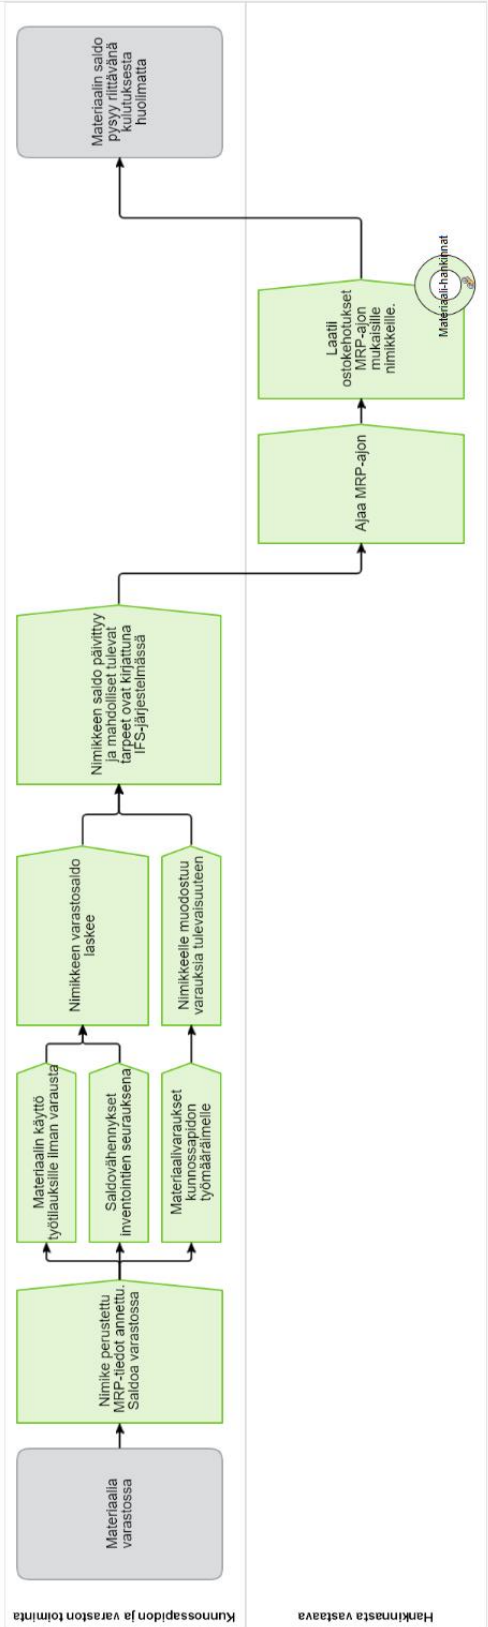 Kunnossapidon ja varaston toiminta
Materiaalia
varastossa
Nimike perustettu
MRP-tiedot annettu.
Saldoa varastossa
Materiaalin käyttö
työtilauksille ilman varausta
Saldovähennykset
inventointien seurauksena
Materiaalivaraukset
kunnossapidon
työmääräimelle
Nimikkeen varastosaldo
laskee
Nimikkeelle muodostuu
varauksia tulevaisuuteen
Nimikkeen saldo päivittyy
ja mahdolliset tulevat
tarpeet ovat kirjattuna
IFS-järjestelmässä
Materiaalin saldo
pysyy riittävänä
kulutuksesta
huolimatta
Hankinnasta vastaava
Ajaa MRP-ajon
Laatii
ostokehotukset
MRP-ajon
mukaisille
nimikkeille.
Materiaali-hankinnat